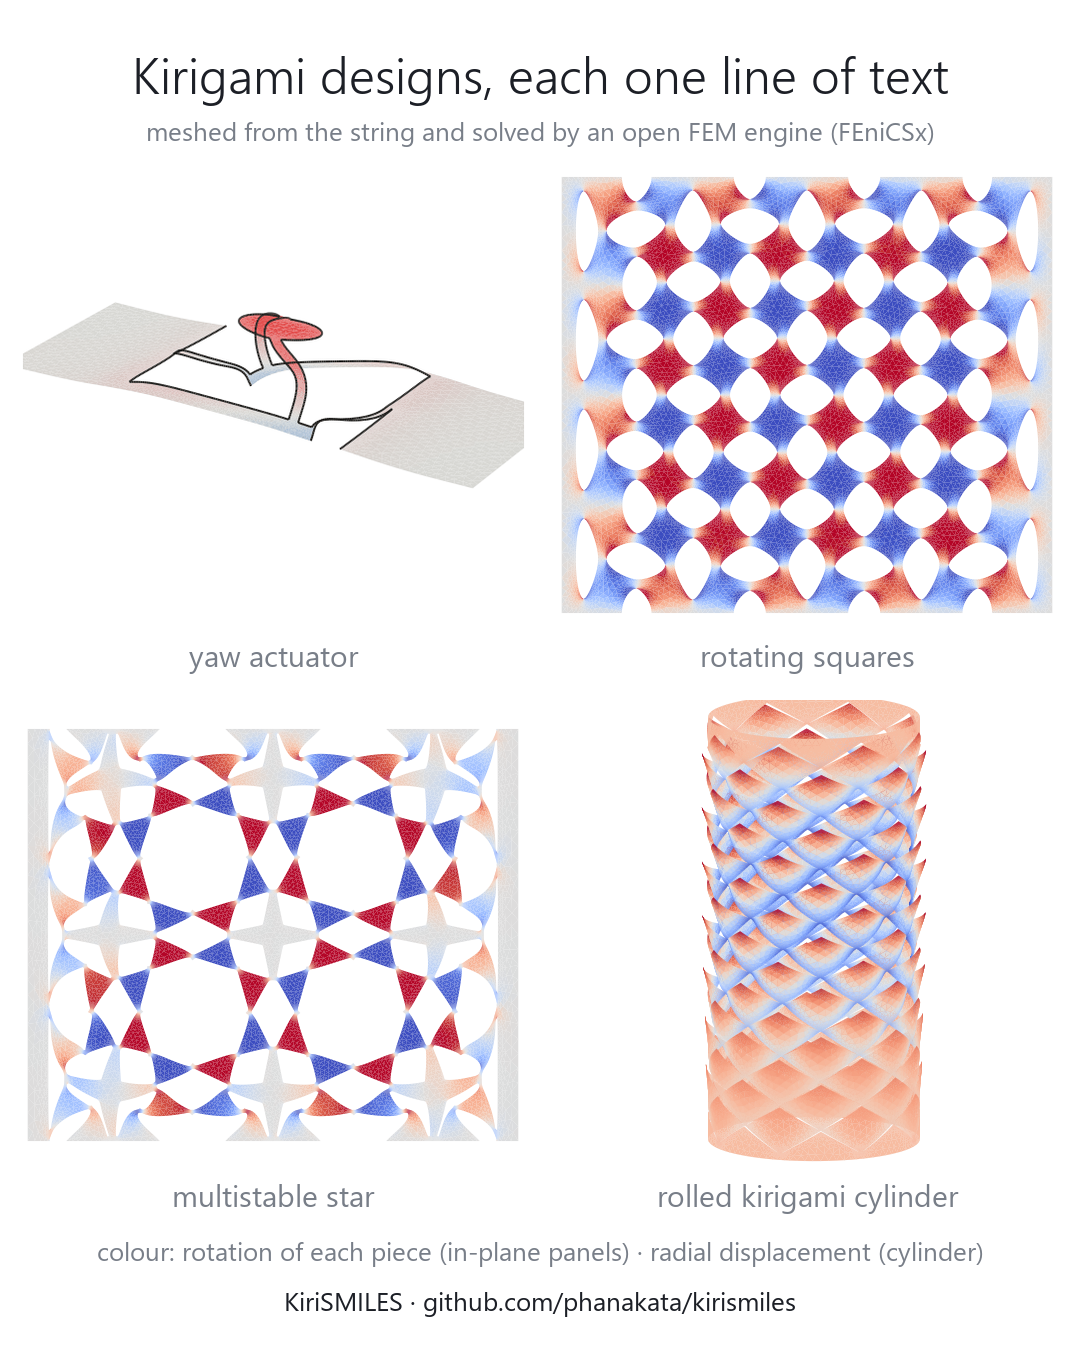 Kirigami designs, each one line of text
meshed from the string and solved by an open FEM engine (FEniCSx)
yaw actuator
rotating squares
multistable star
rolled kirigami cylinder
colour: rotation of each piece (in-plane panels) · radial displacement (cylinder)
KiriSMILES · github.com/phanakata/kirismiles